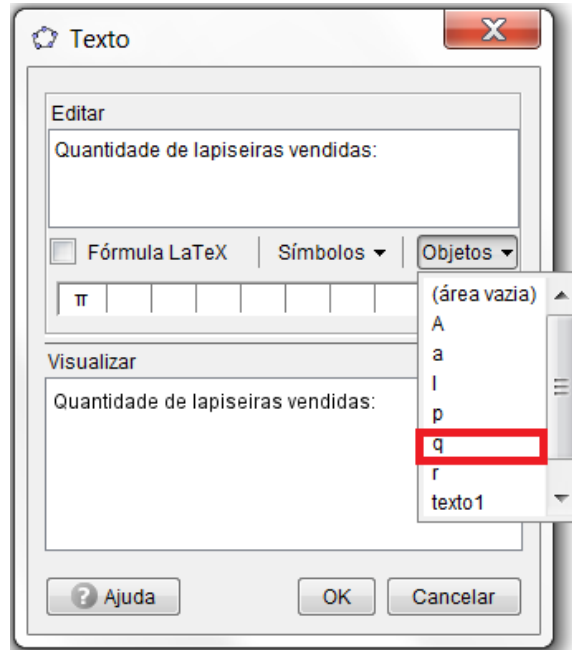 Texto
Editar
Quantidade de lapiseiras vendidas:
Fórmula LaTeX Símbolos Objetos
π
(área vazia)
A
a
l
p
q
r
texto1
Visualizar
Quantidade de lapiseiras vendidas:
? Ajuda OK Cancelar